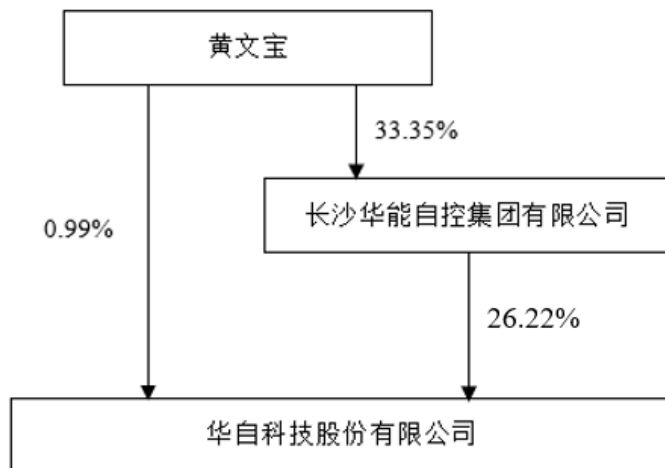 黄文宝
33.35%
长沙华能自控集团有限公司
0.99%
26.22%
华自科技股份有限公司